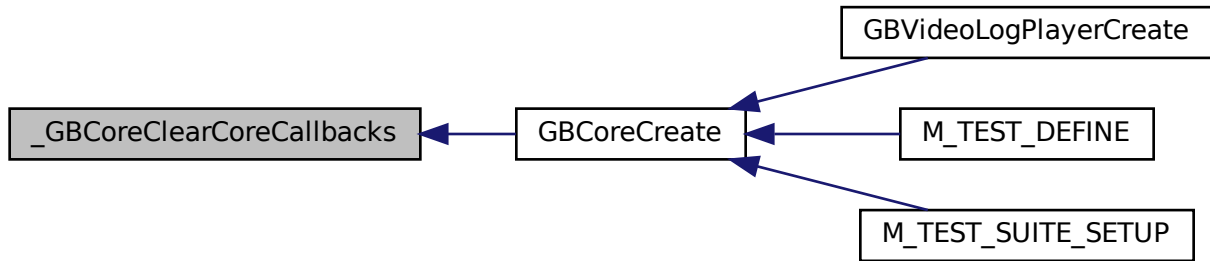 GBVideoLogPlayerCreate
_GBCoreClearCoreCallbacks
GBCoreCreate
M_TEST_DEFINE
M_TEST_SUITE_SETUP